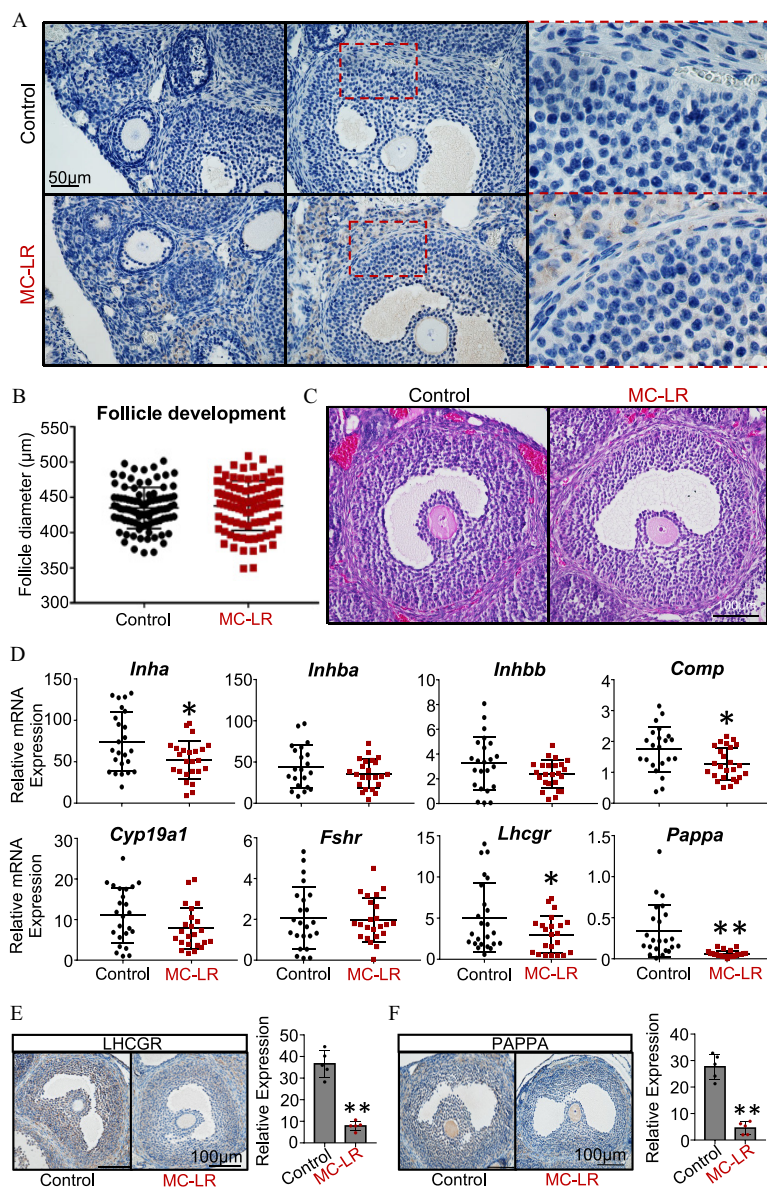 A
Control
50µm
MC-LR
B
Follicle development
Follicle diameter (µm)
550
500
450
400
350
300
Control
MC-LR
C
Control
MC-LR
100µm
D
Relative mRNA
Expression
Inha
150
100
50
0
*
Inhba
150
100
50
0
Inhbb
10
8
6
4
2
0
Comp
4
3
2
1
0
*
Relative mRNA
Expression
Cyp19a1
30
20
10
0
Control
MC-LR
Fshr
6
4
2
0
Control
MC-LR
Lhcgr
15
10
5
0
*
Control
MC-LR
Pappa
1.5
1.0
0.5
0
**
Control
MC-LR
E
LHCGR
100µm
Control
MC-LR
Relative Expression
50
40
30
20
10
0
**
Control
MC-LR
F
PAPPA
100µm
Control
MC-LR
Relative Expression
40
30
20
10
0
**
Control
MC-LR